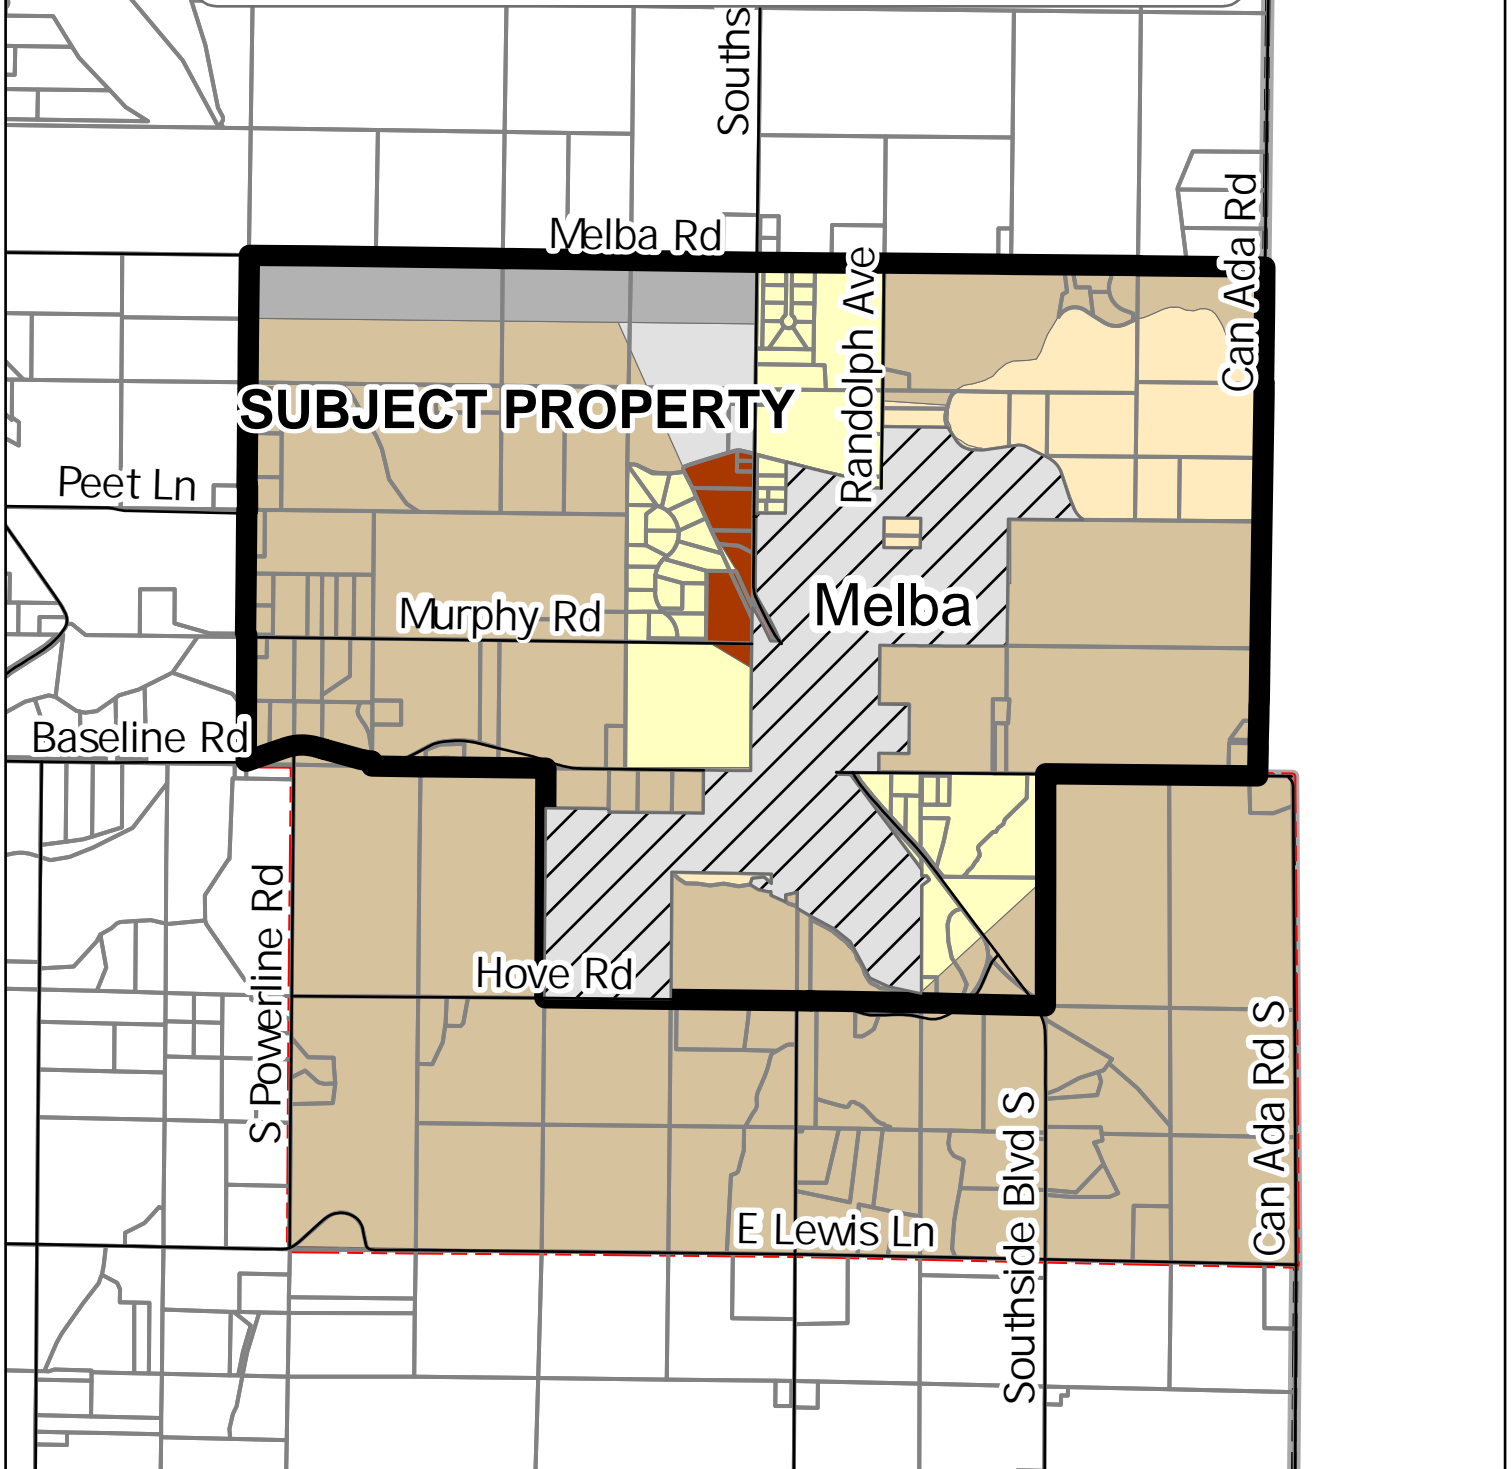 Souths
Can Ada Rd
Melba Rd
Randolph Ave
SUBJECT PROPERTY
Peet Ln
Melba
Murphy Rd
Baseline Rd
S Powerline Rd
Hove Rd
Can Ada Rd S
Southside Blvd S
E Lewis Ln